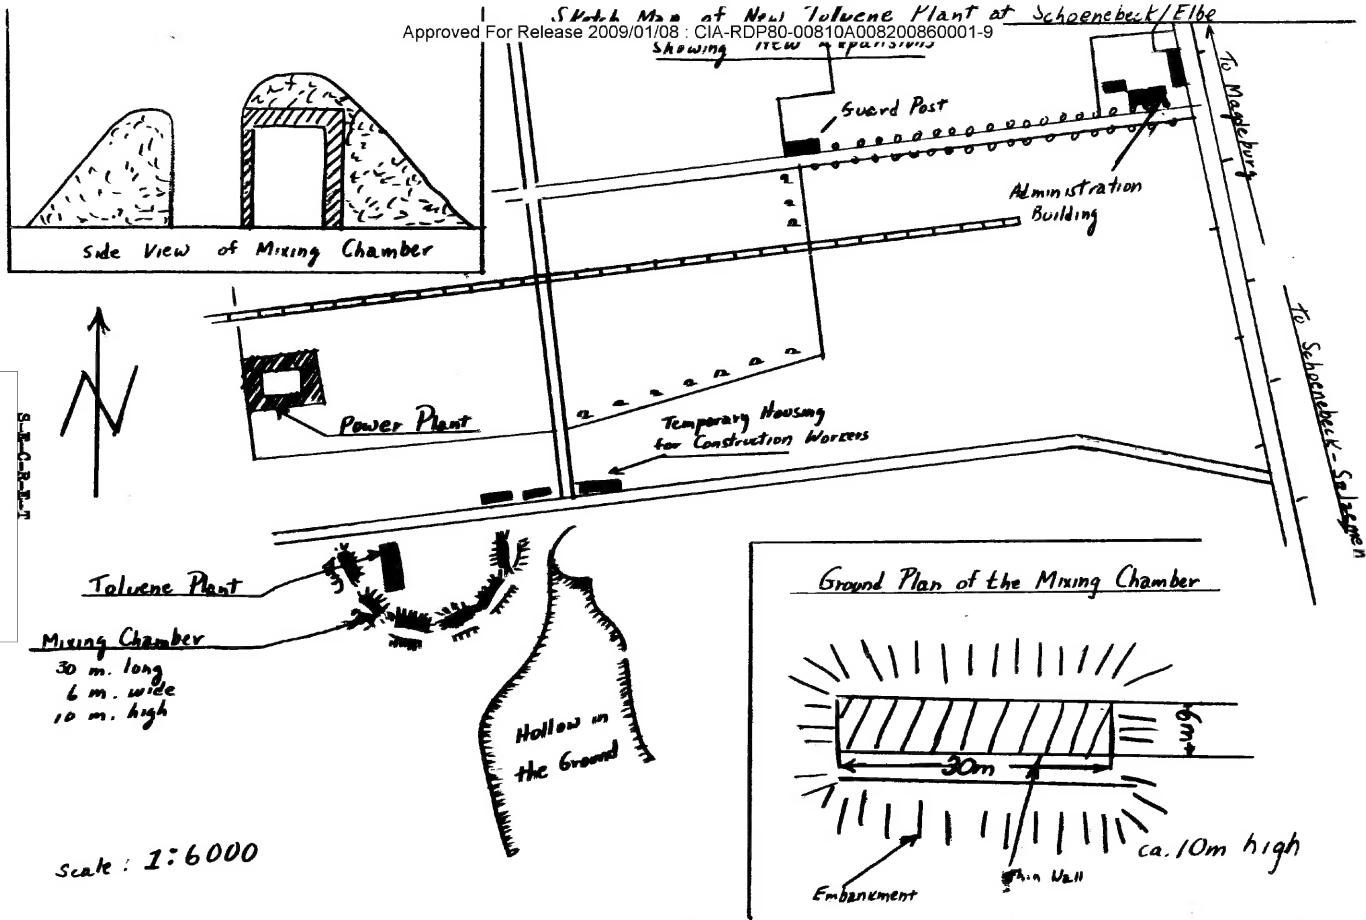 Sketch Map of New Toluene Plant at Schoenebeck/Elbe
Approved For Release 2009/01/08 : CIA-RDP80-00810A008200860001-9
Showing New Expansions
Guard Post
To Magdeburg
Administration
Building
Side View of Mixing Chamber
To Schoenebeck-Salzemen
Power Plant
Temporary Housing
for Construction Workers
S-E-C-R-E-T
Toluene Plant
Mixing Chamber
30 m. long
6 m. wide
10 m. high
Hollow in
the Ground
Scale : 1:6000
Ground Plan of the Mixing Chamber
6m
30m
ca. 10m high
Thin Wall
Embankment